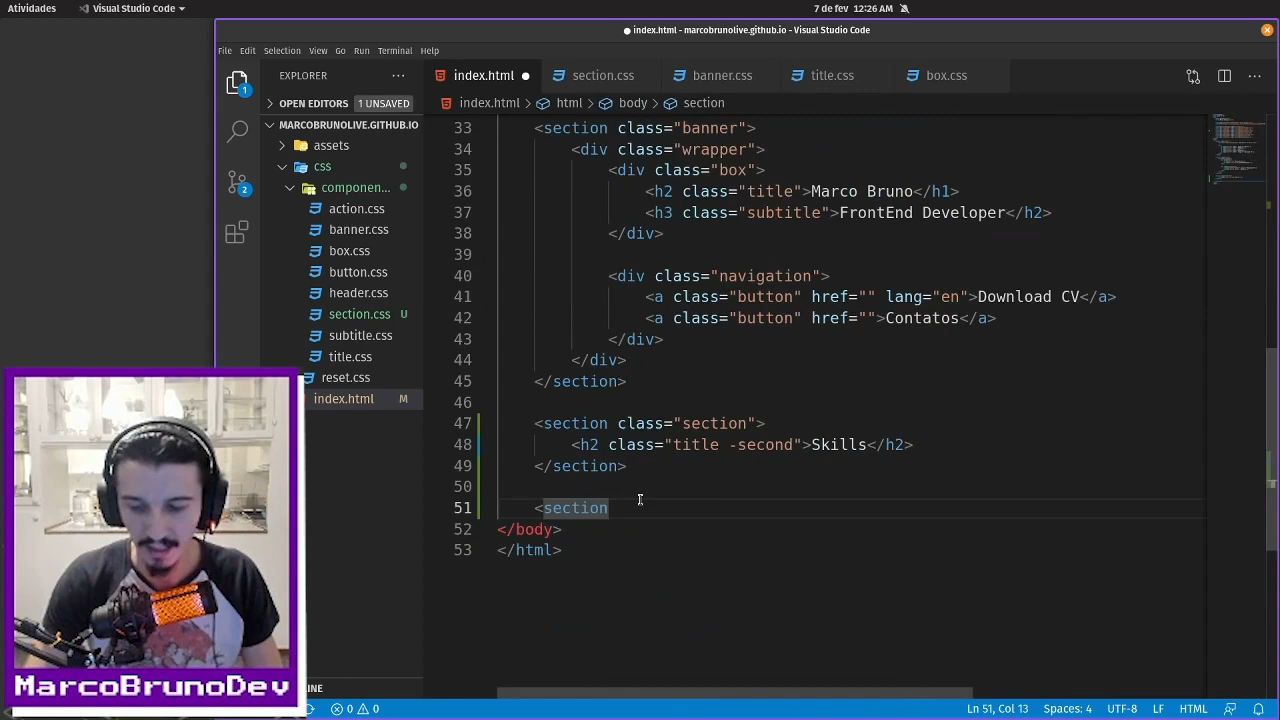 Atividades
Visual Studio Code
7 de fev 12:26 AM
● index.html - marcobrunolive.github.io - Visual Studio Code
File Edit Selection View Go Run Terminal Help
EXPLORER
index.html
section.css
banner.css
title.css
box.css
OPEN EDITORS 1 UNSAVED
index.html > html > body > section
MARCOBRUNOLIVE.GITHUB.IO
assets
css
componen...
action.css
banner.css
box.css
button.css
header.css
section.css U
subtitle.css
title.css
reset.css
index.html M
1
2
33 <section class="banner">
34 <div class="wrapper">
35 <div class="box">
36 <h2 class="title">Marco Bruno</h1>
37 <h3 class="subtitle">FrontEnd Developer</h2>
38 </div>
39
40 <div class="navigation">
41 <a class="button" href="" lang="en">Download CV</a>
42 <a class="button" href="">Contatos</a>
43 </div>
44 </div>
45 </section>
46
47 <section class="section">
48 <h2 class="title -second">Skills</h2>
49 </section>
50
51 <section
52 </body>
53 </html>
MarcoBrunoDev
INE
0 0
Ln 51, Col 13 Spaces: 4 UTF-8 LF HTML